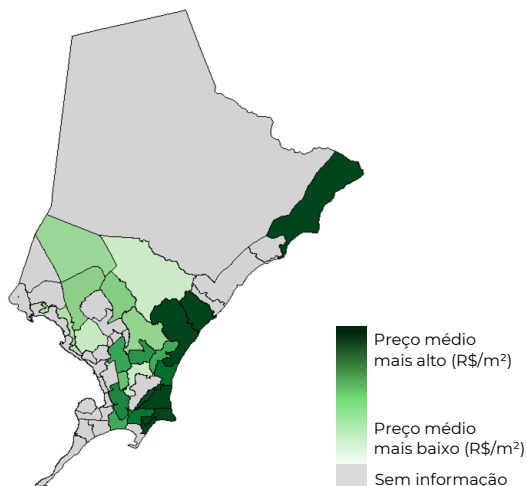 Preço médio
mais alto (R$/m²)
Preço médio
mais baixo (R$/m²)
Sem informação